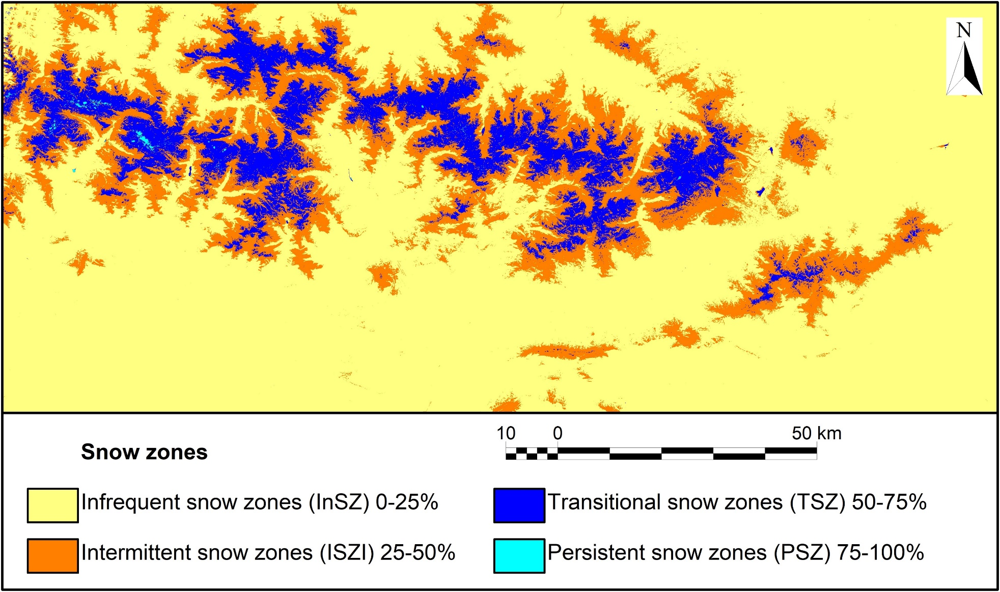 N
10 0 50 km
Snow zones
Infrequent snow zones (InSZ) 0-25%
Transitional snow zones (TSZ) 50-75%
Intermittent snow zones (ISZI) 25-50%
Persistent snow zones (PSZ) 75-100%